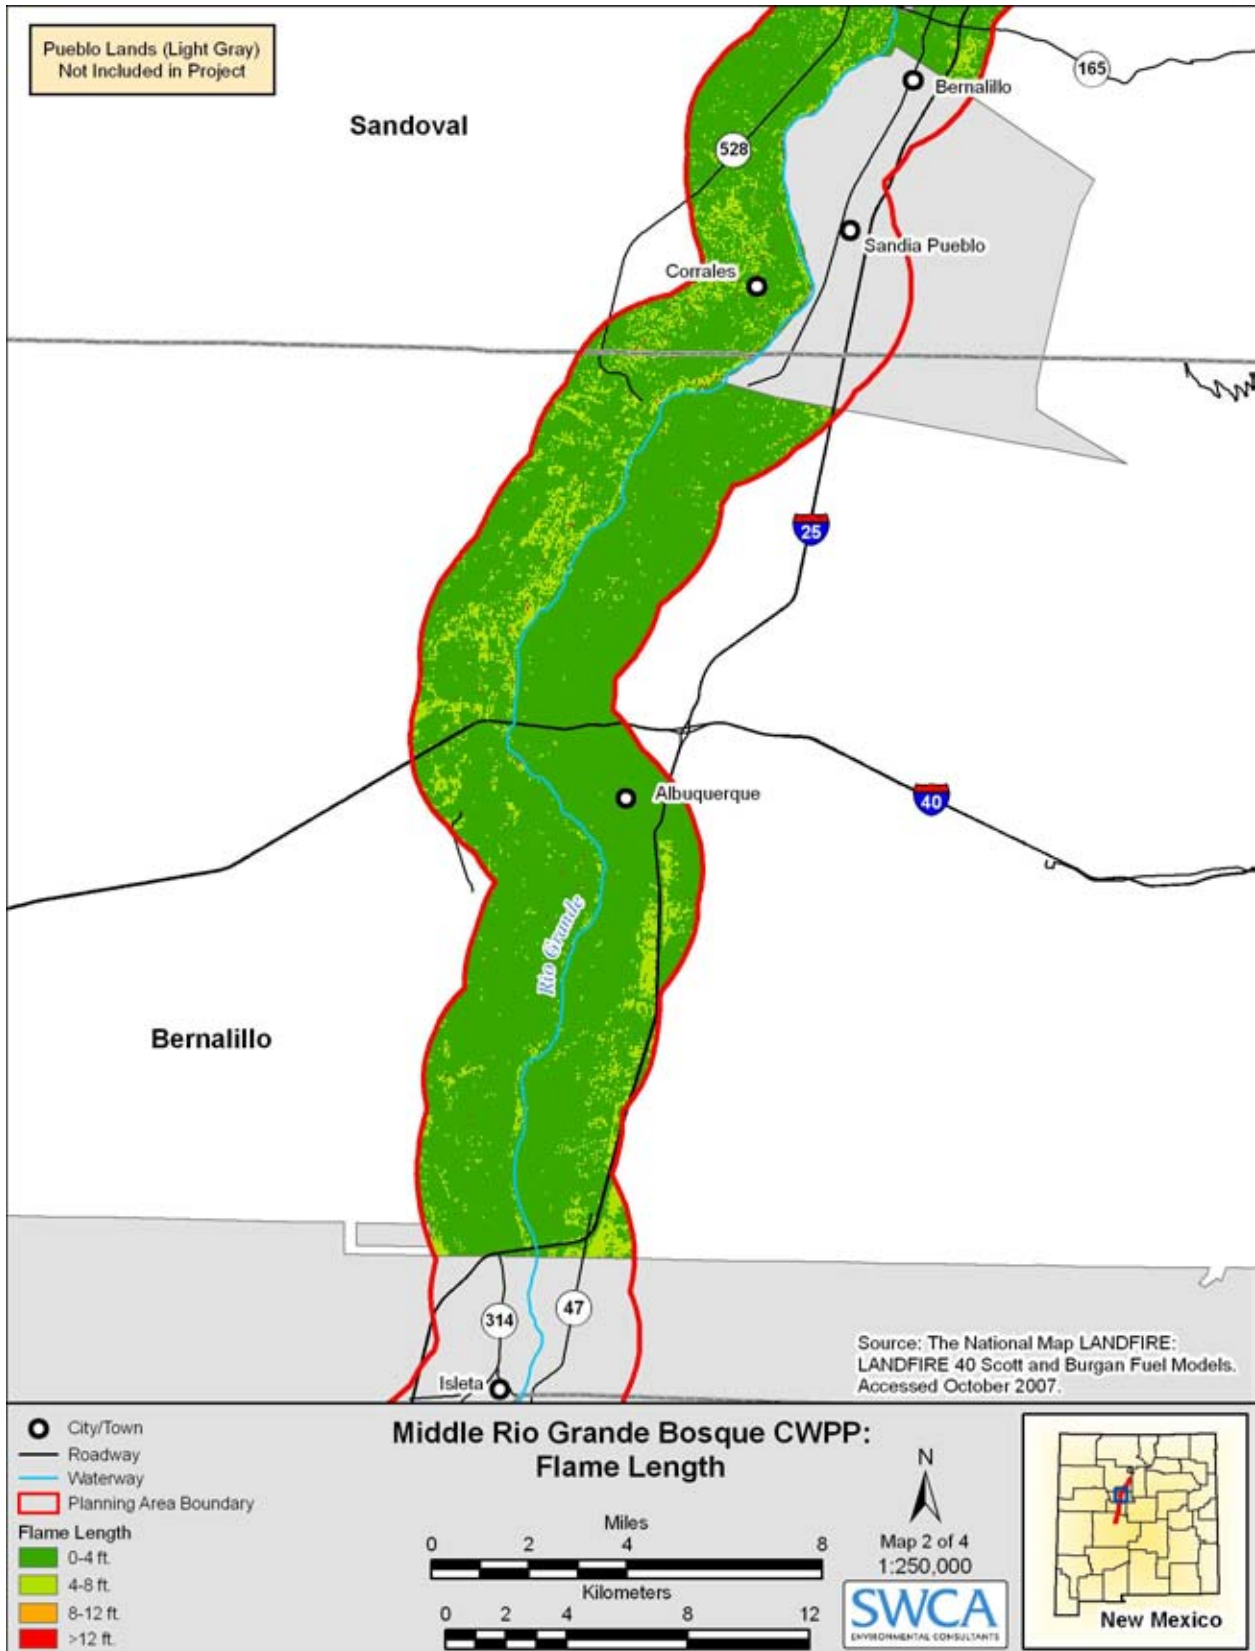 Pueblo Lands (Light Gray)
Not Included in Project
165
Bernalillo
Sandoval
528
Sandia Pueblo
Corrales
25
Albuquerque
40
Rio Grande
Bernalillo
314
47
Isleta
Source: The National Map LANDFIRE:
LANDFIRE 40 Scott and Burgan Fuel Models.
Accessed October 2007.
City/Town
Roadway
Waterway
Planning Area Boundary
Flame Length
0-4 ft.
4-8 ft.
8-12 ft.
>12 ft.
Middle Rio Grande Bosque CWPP:
Flame Length
Miles
0 2 4 8
Kilometers
0 2 4 8 12
N
Map 2 of 4
1:250,000
SWCA
ENVIRONMENTAL CONSULTANTS
New Mexico